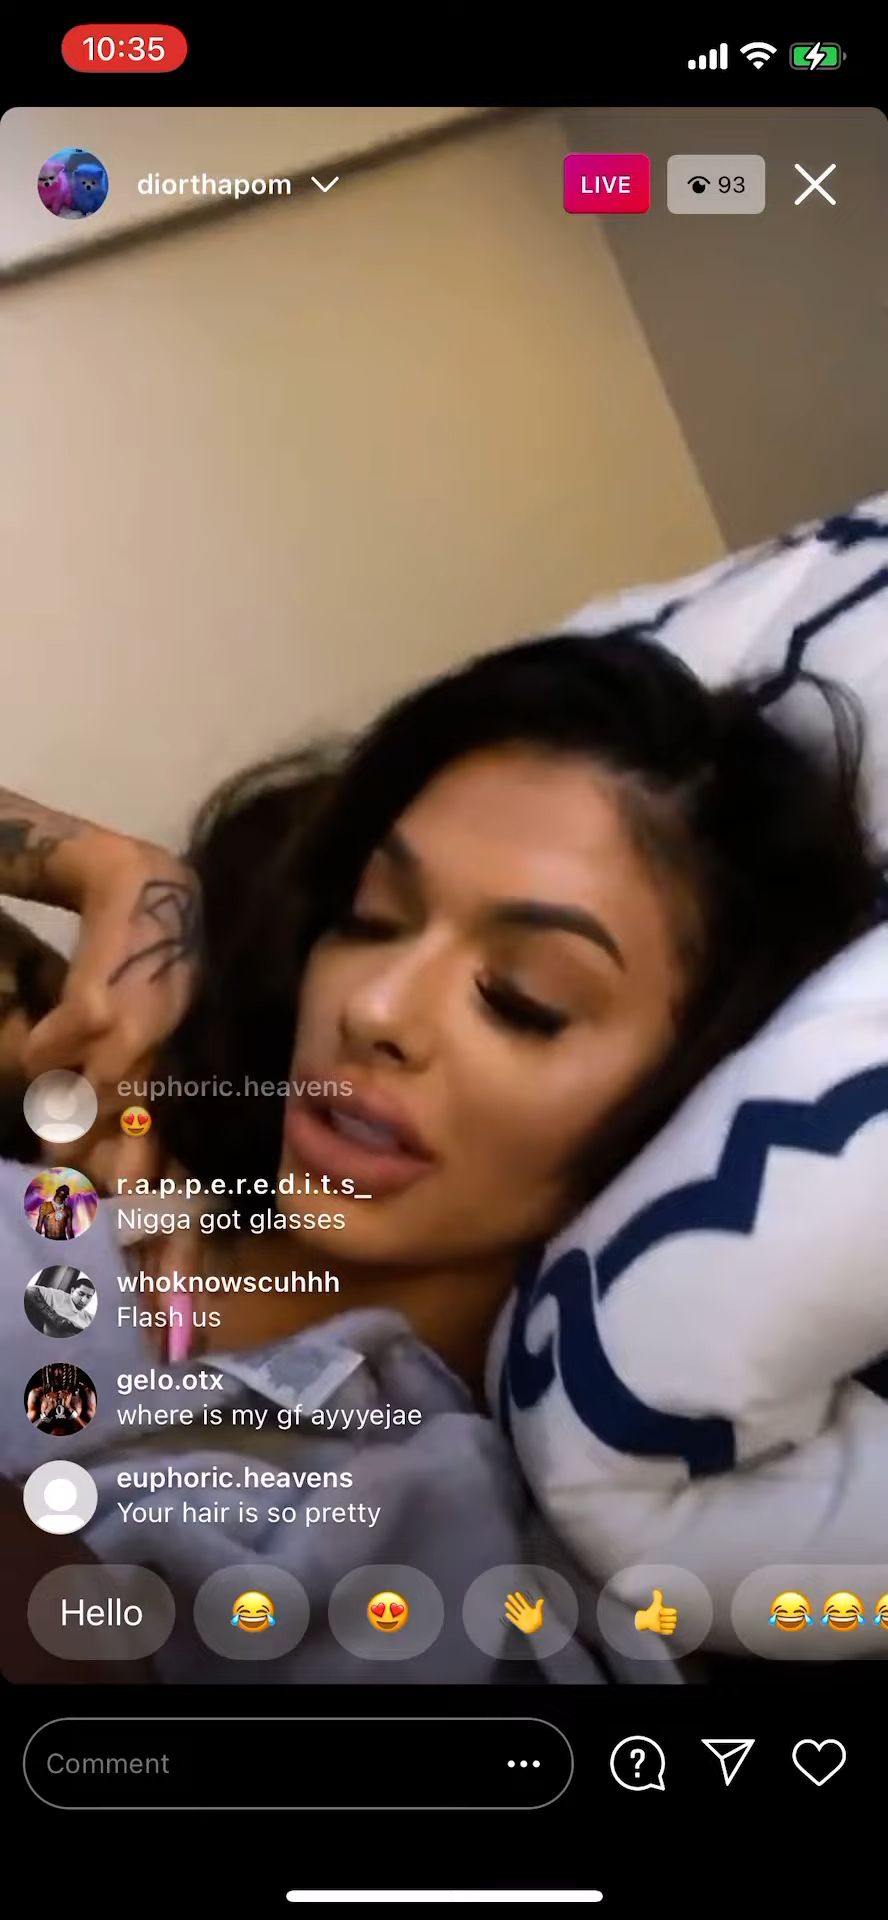 10:35
diorthapom
LIVE
93
euphoric.heavens
😍
r.a.p.p.e.r.e.d.i.t.s_
Nigga got glasses
whoknowscuhhh
Flash us
gelo.otx
where is my gf ayyyejae
euphoric.heavens
Your hair is so pretty
Hello 😂 😍 👋 👍 😂😂😂
Comment